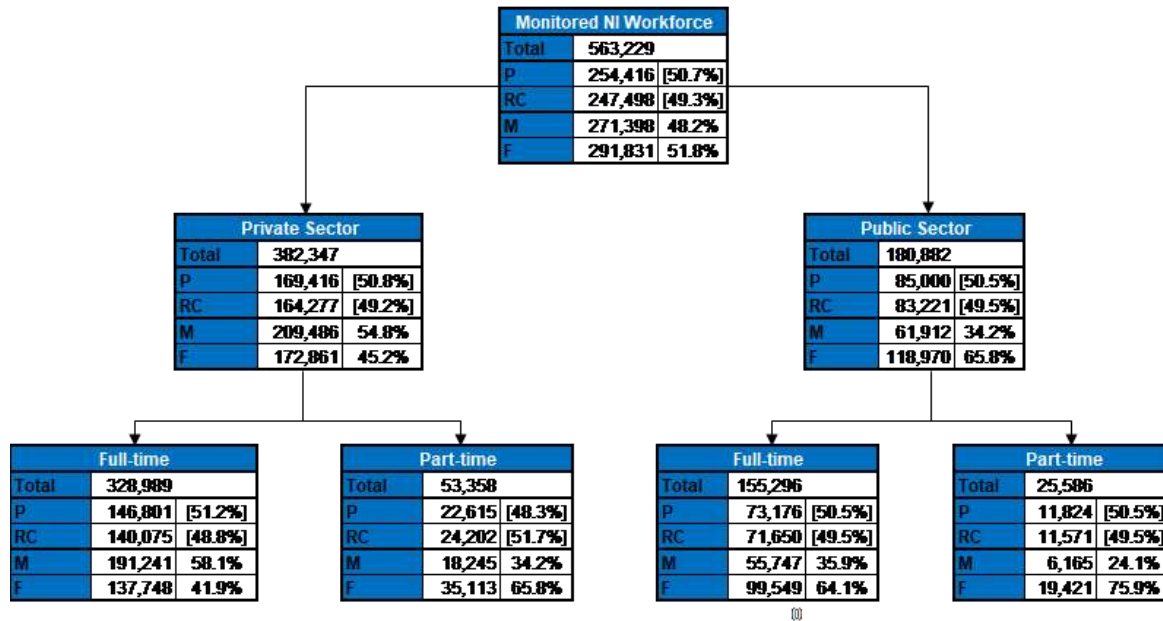 Monitored NI Workforce
Total 563,229
P 254,416 [50.7%]
RC 247,498 [49.3%]
M 271,398 48.2%
F 291,831 51.8%
Private Sector
Total 382,347
P 169,416 [50.8%]
RC 164,277 [49.2%]
M 209,486 54.8%
F 172,861 45.2%
Public Sector
Total 180,882
P 85,000 [50.5%]
RC 83,221 [49.5%]
M 61,912 34.2%
F 118,970 65.8%
Full-time
Total 328,989
P 146,801 [51.2%]
RC 140,075 [48.8%]
M 191,241 58.1%
F 137,748 41.9%
Part-time
Total 53,358
P 22,615 [48.3%]
RC 24,202 [51.7%]
M 18,245 34.2%
F 35,113 65.8%
Full-time
Total 155,296
P 73,176 [50.5%]
RC 71,650 [49.5%]
M 55,747 35.9%
F 99,549 64.1%
Part-time
Total 25,586
P 11,824 [50.5%]
RC 11,571 [49.5%]
M 6,165 24.1%
F 19,421 75.9%